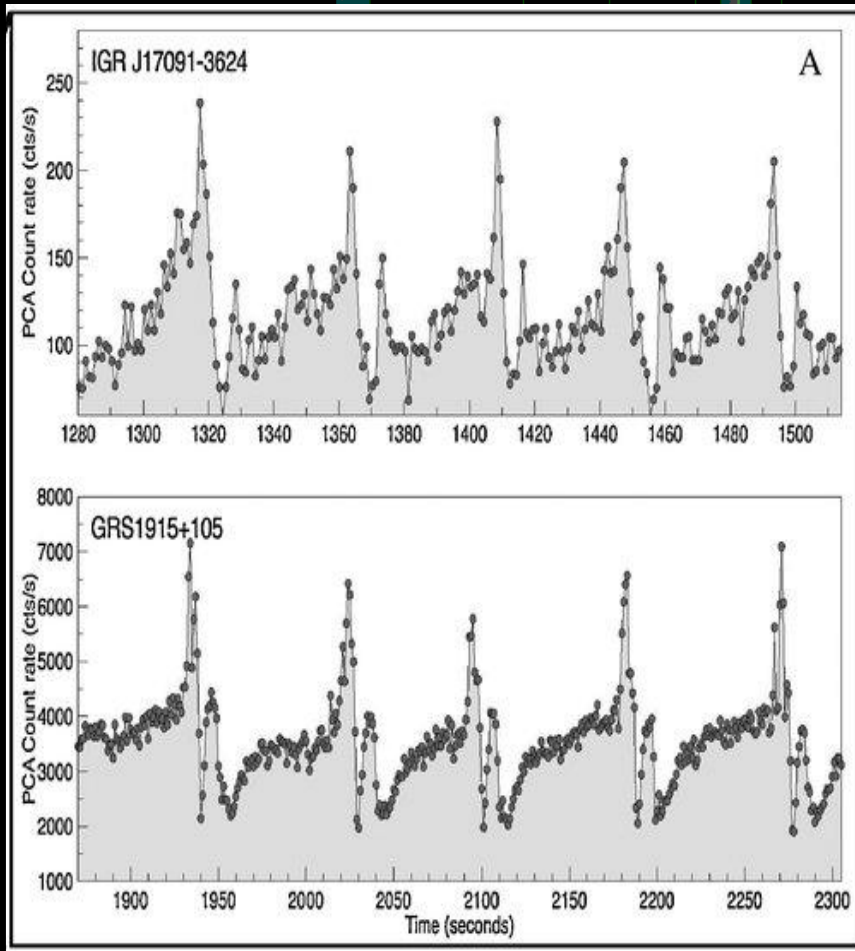 IGR J17091-3624
A
PCA Count rate (cts/s)
250
200
150
100
1280 1300 1320 1340 1360 1380 1400 1420 1440 1460 1480 1500
GRS1915+105
PCA Count rate (cts/s)
8000
7000
6000
5000
4000
3000
2000
1000
1900 1950 2000 2050 2100 2150 2200 2250 2300
Time (seconds)